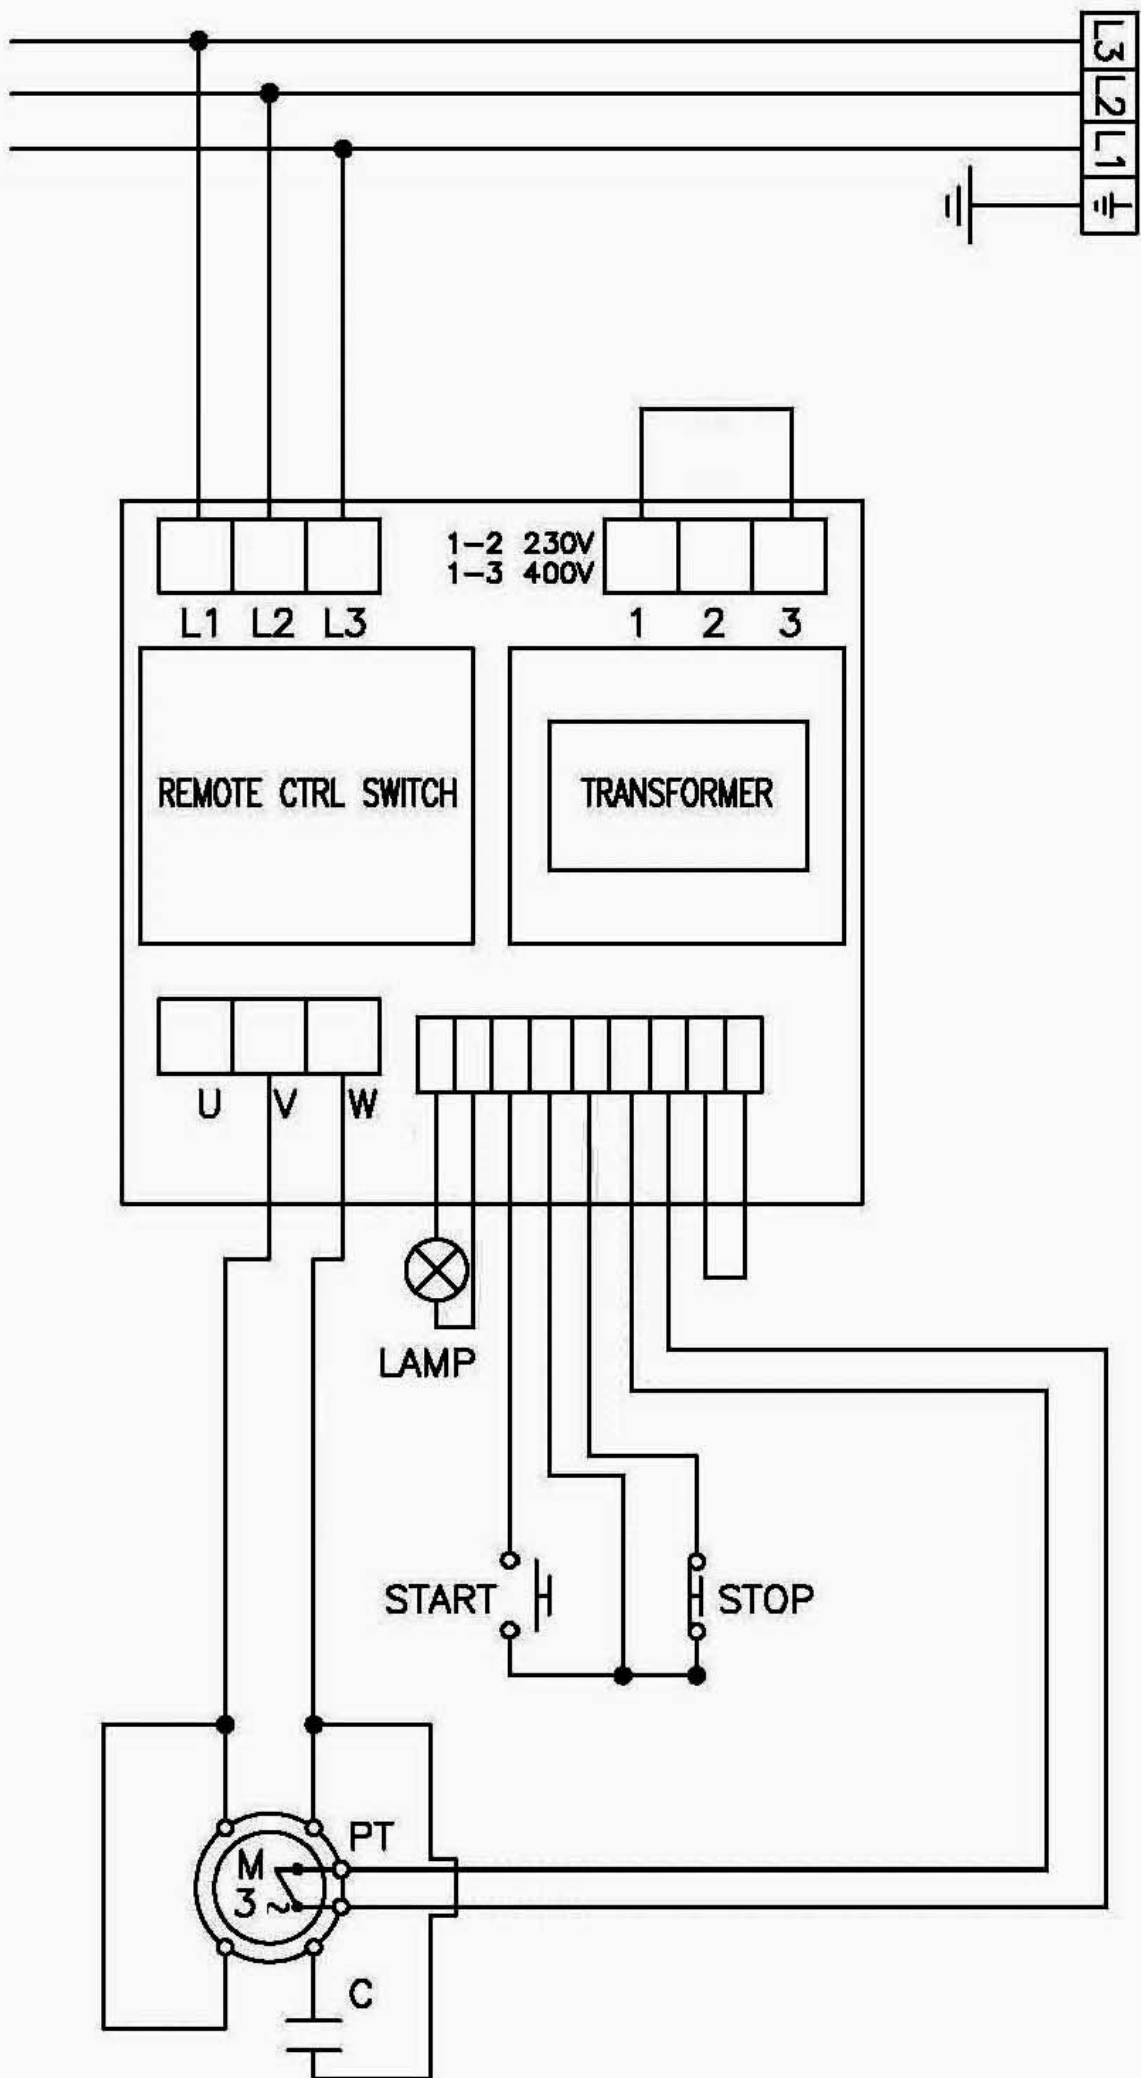 L3
L2
L1
1-2 230V
1-3 400V
L1 L2 L3
1 2 3
REMOTE CTRL SWITCH
TRANSFORMER
U V W
LAMP
START
STOP
PT
M
3~
C